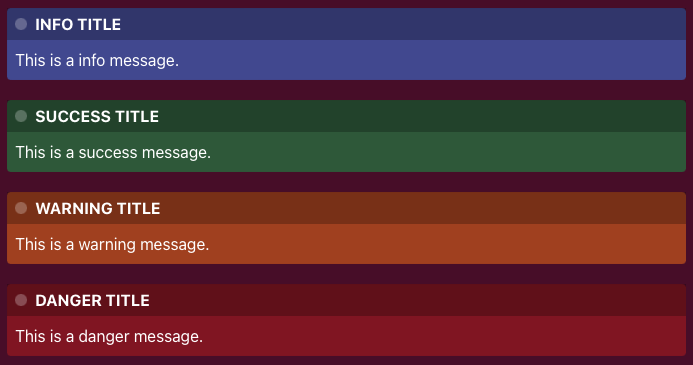 INFO TITLE
This is a info message.
SUCCESS TITLE
This is a success message.
WARNING TITLE
This is a warning message.
DANGER TITLE
This is a danger message.